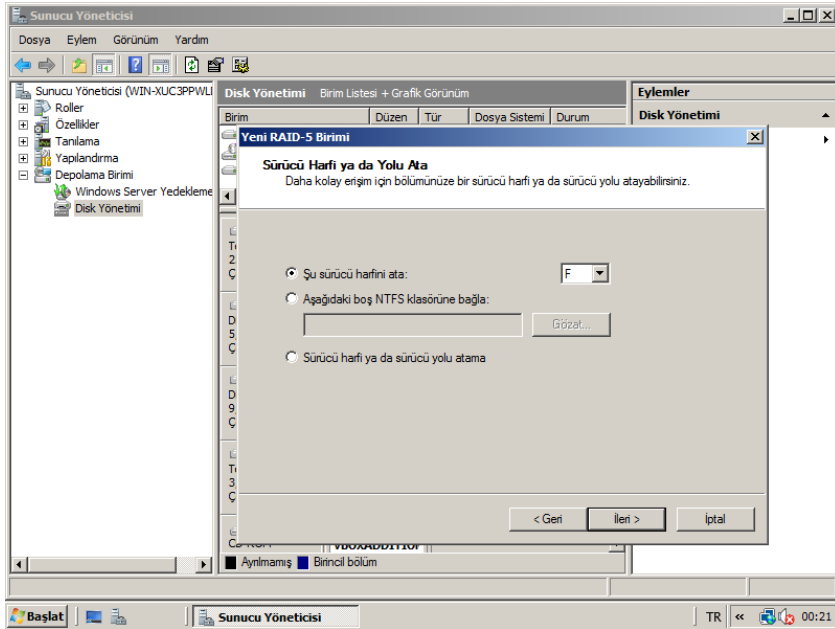 Sunucu Yöneticisi
Dosya Eylem Görünüm Yardım
Sunucu Yöneticisi (WIN-XUC3PPWLI
Roller
Özellikler
Tanılama
Yapılandırma
Depolama Birimi
Windows Server Yedekleme
Disk Yönetimi
Disk Yönetimi Birim Listesi + Grafik Görünüm
Birim Düzen Tür Dosya Sistemi Durum
Eylemler
Disk Yönetimi
Yeni RAID-5 Birimi
Sürücü Harfi ya da Yolu Ata
Daha kolay erişim için bölümünüze bir sürücü harfi ya da sürücü yolu atayabilirsiniz.
Şu sürücü harfini ata: F
Aşağıdaki boş NTFS klasörüne bağla:
Gözat...
Sürücü harfi ya da sürücü yolu atama
< Geri İleri > İptal
Ayrılmamış Birincil bölüm
Başlat Sunucu Yöneticisi TR « 00:21